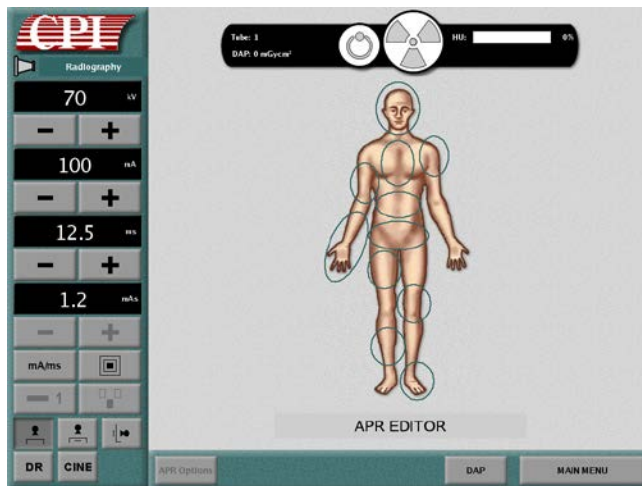 CPI
Radiography
70 kV
100 mA
12.5 ms
1.2 mAs
mA/ms
1
DR CINE
Tube: 1
DAP: 0 mGycm²
HU: 0%
APR EDITOR
APR Options DAP MAIN MENU